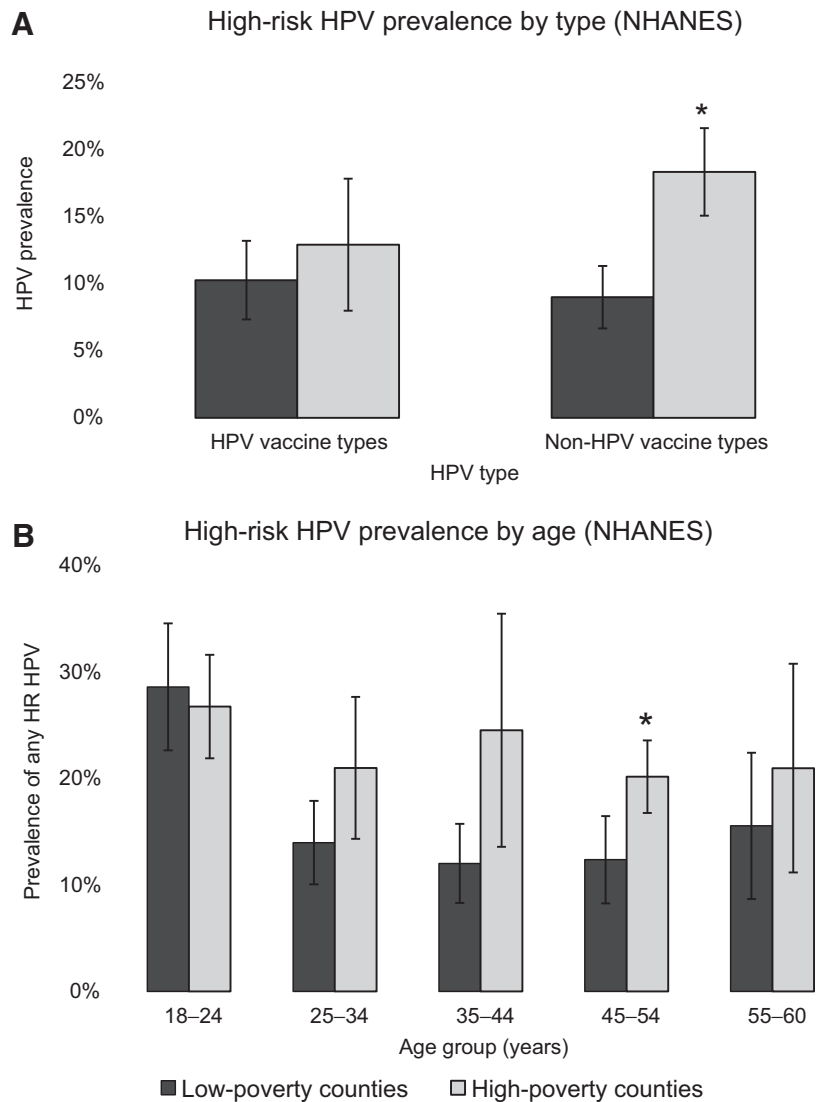 A
High-risk HPV prevalence by type (NHANES)
25%
20%
15%
10%
5%
0%
HPV prevalence
*
HPV vaccine types
Non-HPV vaccine types
HPV type
B
High-risk HPV prevalence by age (NHANES)
40%
30%
20%
10%
0%
Prevalence of any HR HPV
*
18–24
25–34
35–44
45–54
55–60
Age group (years)
Low-poverty counties
High-poverty counties